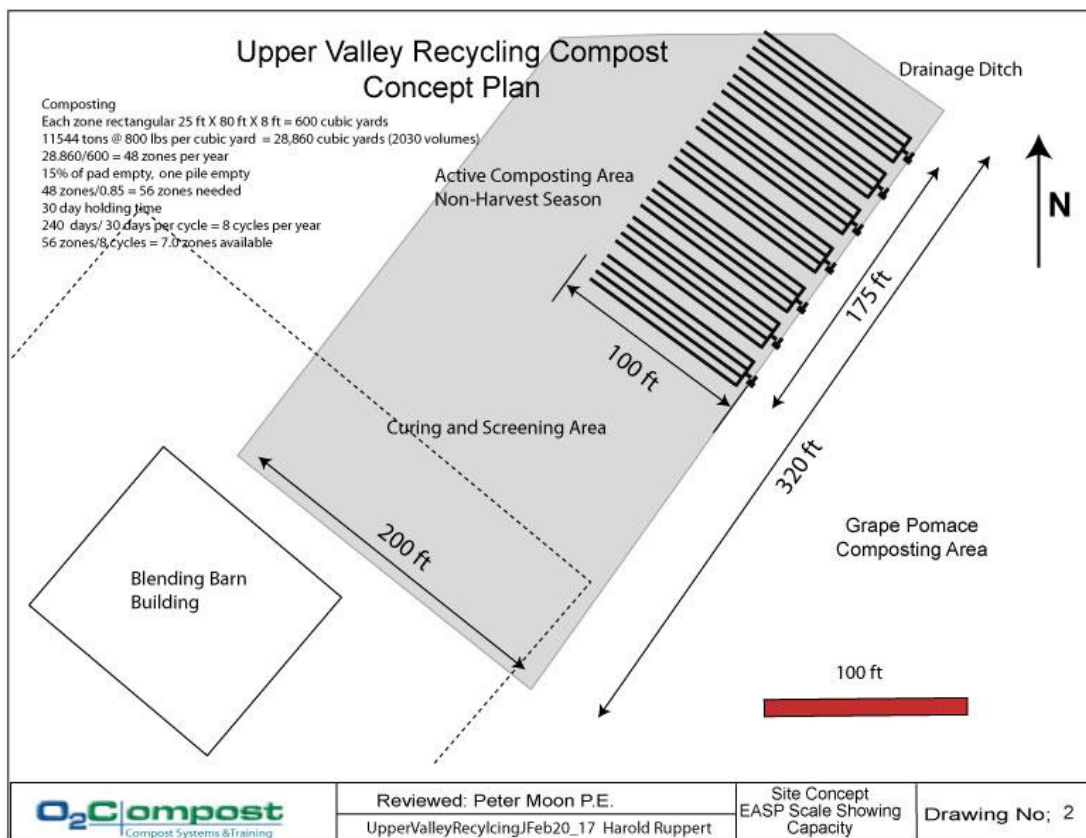 Upper Valley Recycling Compost
Concept Plan
Composting
Each zone rectangular 25 ft X 80 ft X 8 ft = 600 cubic yards
11544 tons @ 800 lbs per cubic yard = 28,860 cubic yards (2030 volumes)
28.860/600 = 48 zones per year
15% of pad empty, one pile empty
48 zones/0.85 = 56 zones needed
30 day holding time
240 days/ 30 days per cycle = 8 cycles per year
56 zones/8 cycles = 7.0 zones available
Drainage Ditch
Active Composting Area
Non-Harvest Season
N
175 ft
100 ft
320 ft
Curing and Screening Area
200 ft
Grape Pomace
Composting Area
Blending Barn
Building
100 ft
O2Compost
Compost Systems & Training
Reviewed: Peter Moon P.E.
UpperValleyRecylcingJFeb20_17 Harold Ruppert
Site Concept
EASP Scale Showing
Capacity
Drawing No; 2